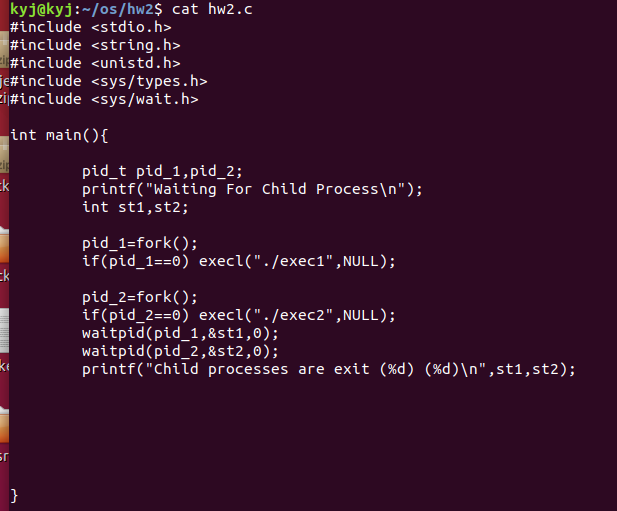 kyj@kyj:~/os/hw2$ cat hw2.c
#include <stdio.h>
#include <string.h>
#include <unistd.h>
#include <sys/types.h>
#include <sys/wait.h>
int main(){
pid_t pid_1,pid_2;
printf("Waiting For Child Process\n");
int st1,st2;
pid_1=fork();
if(pid_1==0) execl("./exec1",NULL);
pid_2=fork();
if(pid_2==0) execl("./exec2",NULL);
waitpid(pid_1,&st1,0);
waitpid(pid_2,&st2,0);
printf("Child processes are exit (%d) (%d)\n",st1,st2);
}